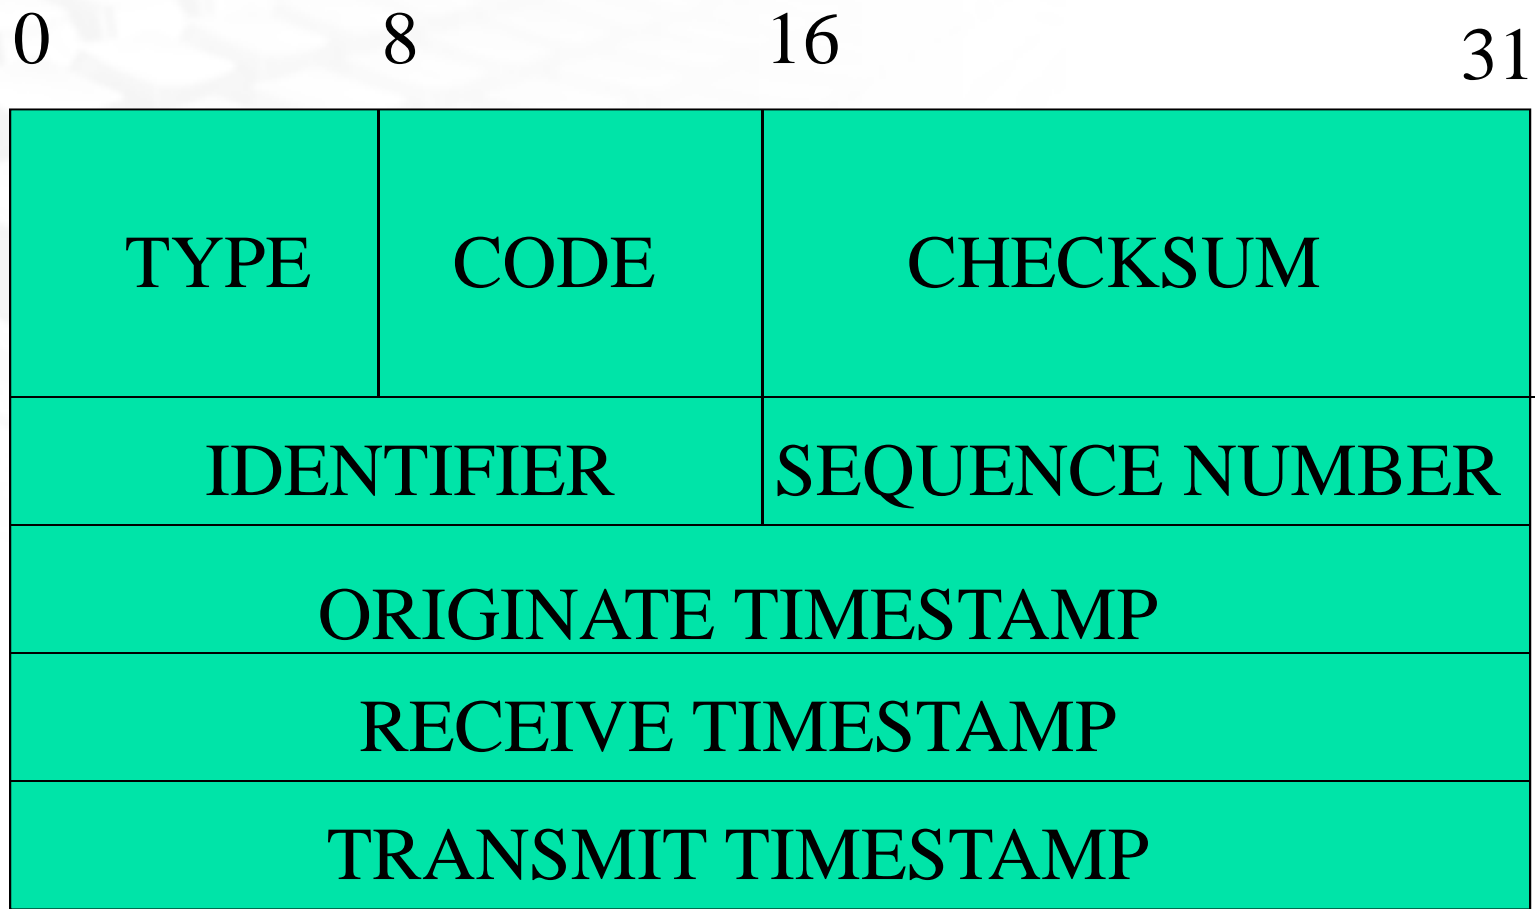 0 8 16 31
TYPE CODE CHECKSUM
IDENTIFIER SEQUENCE NUMBER
ORIGINATE TIMESTAMP
RECEIVE TIMESTAMP
TRANSMIT TIMESTAMP